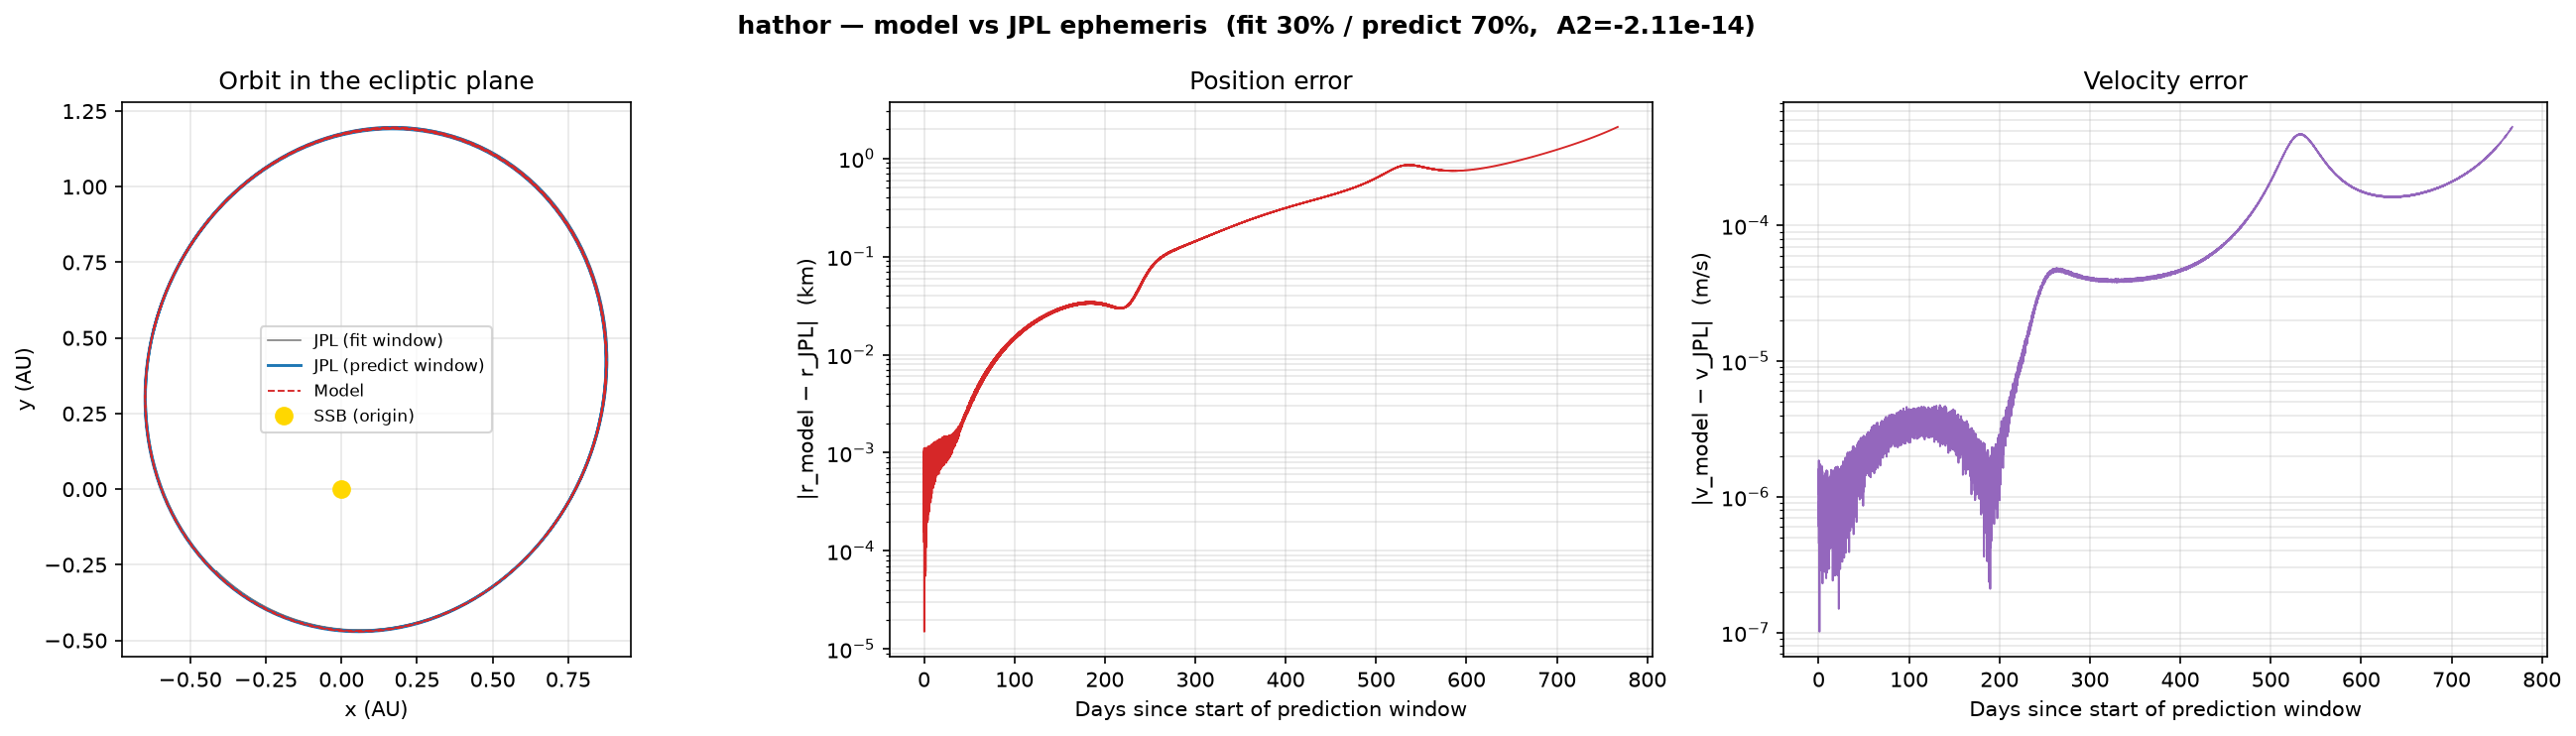 hathor — model vs JPL ephemeris  (fit 30% / predict 70%,  A2=-2.11e-14)
Orbit in the ecliptic plane
1.25
1.00
0.75
0.50
0.25
0.00
−0.25
−0.50
y (AU)
JPL (fit window)
JPL (predict window)
Model
SSB (origin)
−0.50 −0.25 0.00 0.25 0.50 0.75
x (AU)
Position error
10⁰
10⁻¹
10⁻²
10⁻³
10⁻⁴
10⁻⁵
|r_model − r_JPL| (km)
0 100 200 300 400 500 600 700 800
Days since start of prediction window
Velocity error
10⁻⁴
10⁻⁵
10⁻⁶
10⁻⁷
|v_model − v_JPL| (m/s)
0 100 200 300 400 500 600 700 800
Days since start of prediction window